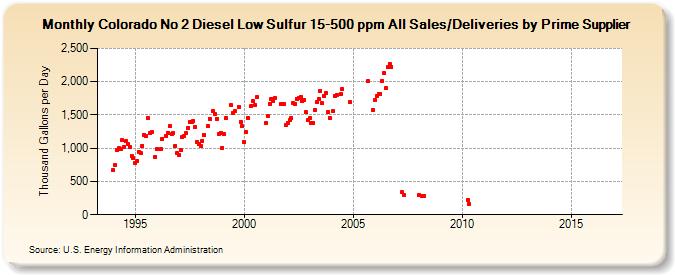 Monthly Colorado No 2 Diesel Low Sulfur 15-500 ppm All Sales/Deliveries by Prime Supplier
Thousand Gallons per Day
2,500
2,000
1,500
1,000
500
0
1995 2000 2005 2010 2015
Source: U.S. Energy Information Administration